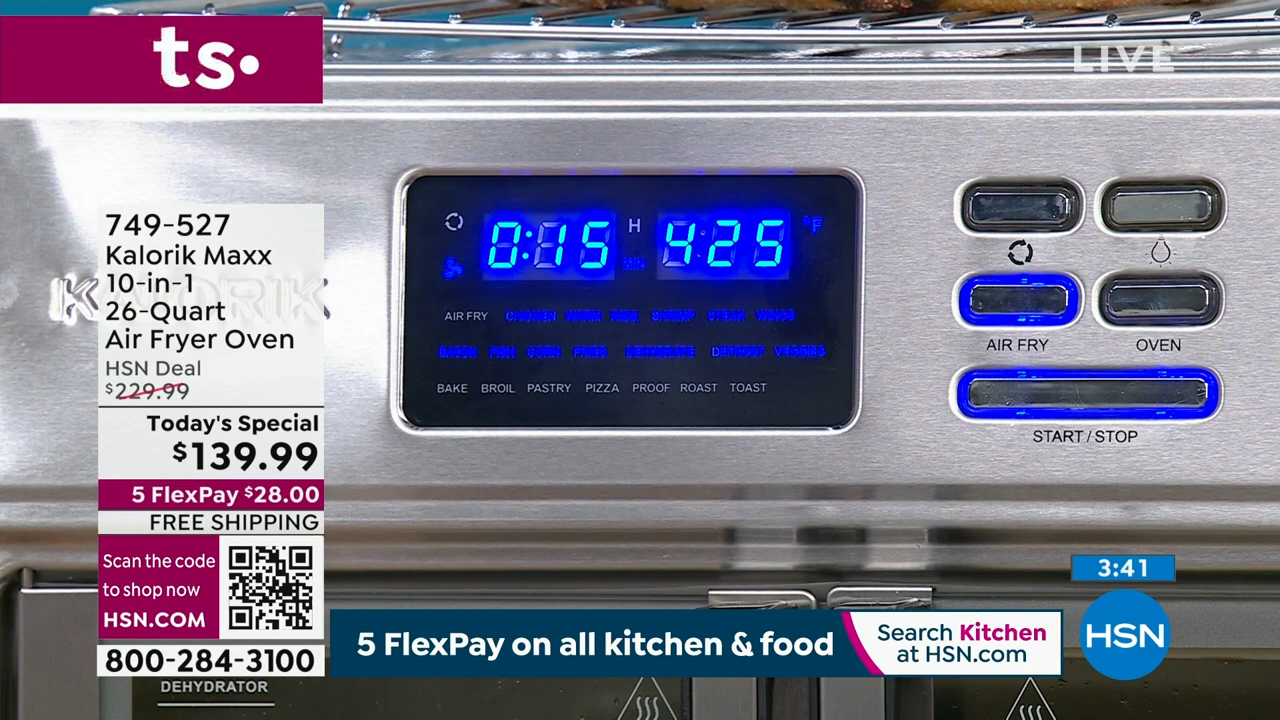 ts.
LIVE
749-527
Kalorik Maxx
10-in-1
26-Quart
Air Fryer Oven
HSN Deal
$229.99
Today's Special
$139.99
5 FlexPay $28.00
FREE SHIPPING
Scan the code
to shop now
HSN.COM
800-284-3100
KALORIK
0:15 H 425 °F
MIN
AIR FRY CHICKEN WARM SHRIMP STEAK WINGS
BACON CORN FRIES DEHYDRATE DEFROST VEGGIES
BAKE BROIL PASTRY PIZZA PROOF ROAST TOAST
AIR FRY OVEN
START / STOP
3:41
HSN
5 FlexPay on all kitchen & food
Search Kitchen
at HSN.com
DEHYDRATOR